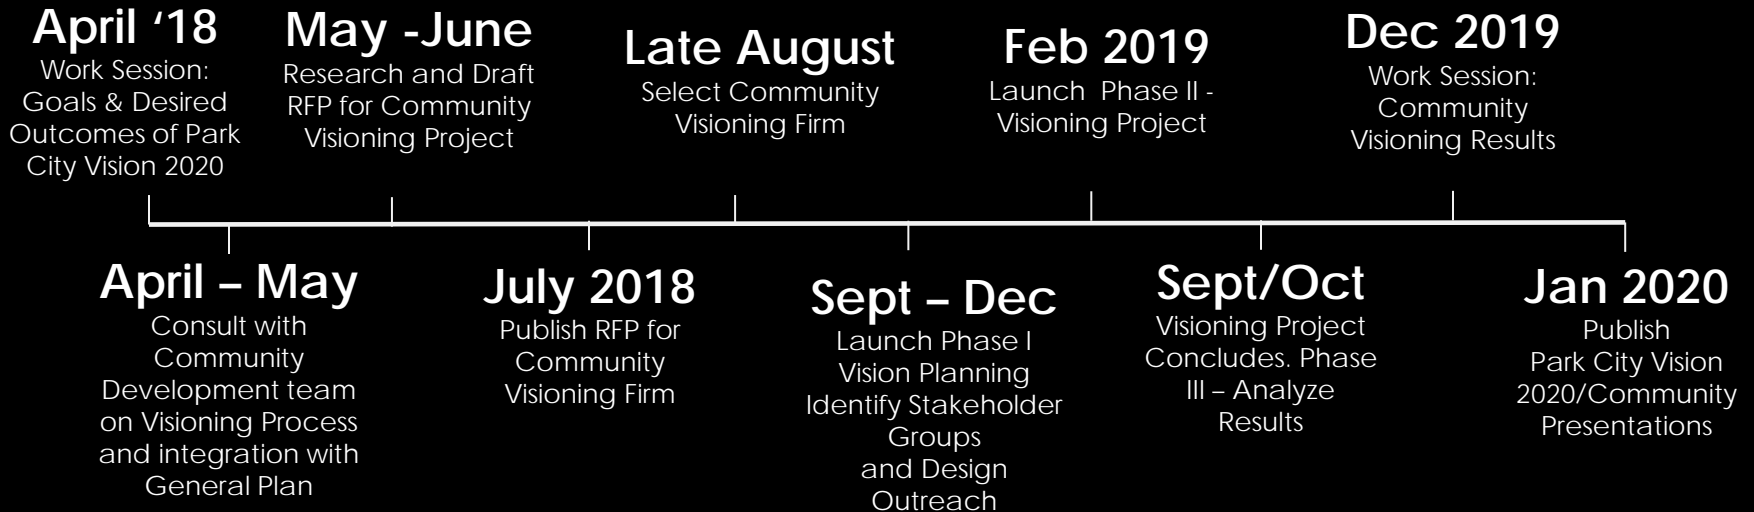 April ‘18
Work Session:
Goals & Desired
Outcomes of Park
City Vision 2020
May -June
Research and Draft
RFP for Community
Visioning Project
Late August
Select Community
Visioning Firm
Feb 2019
Launch Phase II -
Visioning Project
Dec 2019
Work Session:
Community
Visioning Results
April – May
Consult with
Community
Development team
on Visioning Process
and integration with
General Plan
July 2018
Publish RFP for
Community
Visioning Firm
Sept – Dec
Launch Phase I
Vision Planning
Identify Stakeholder
Groups
and Design
Outreach
Sept/Oct
Visioning Project
Concludes. Phase
III – Analyze
Results
Jan 2020
Publish
Park City Vision
2020/Community
Presentations